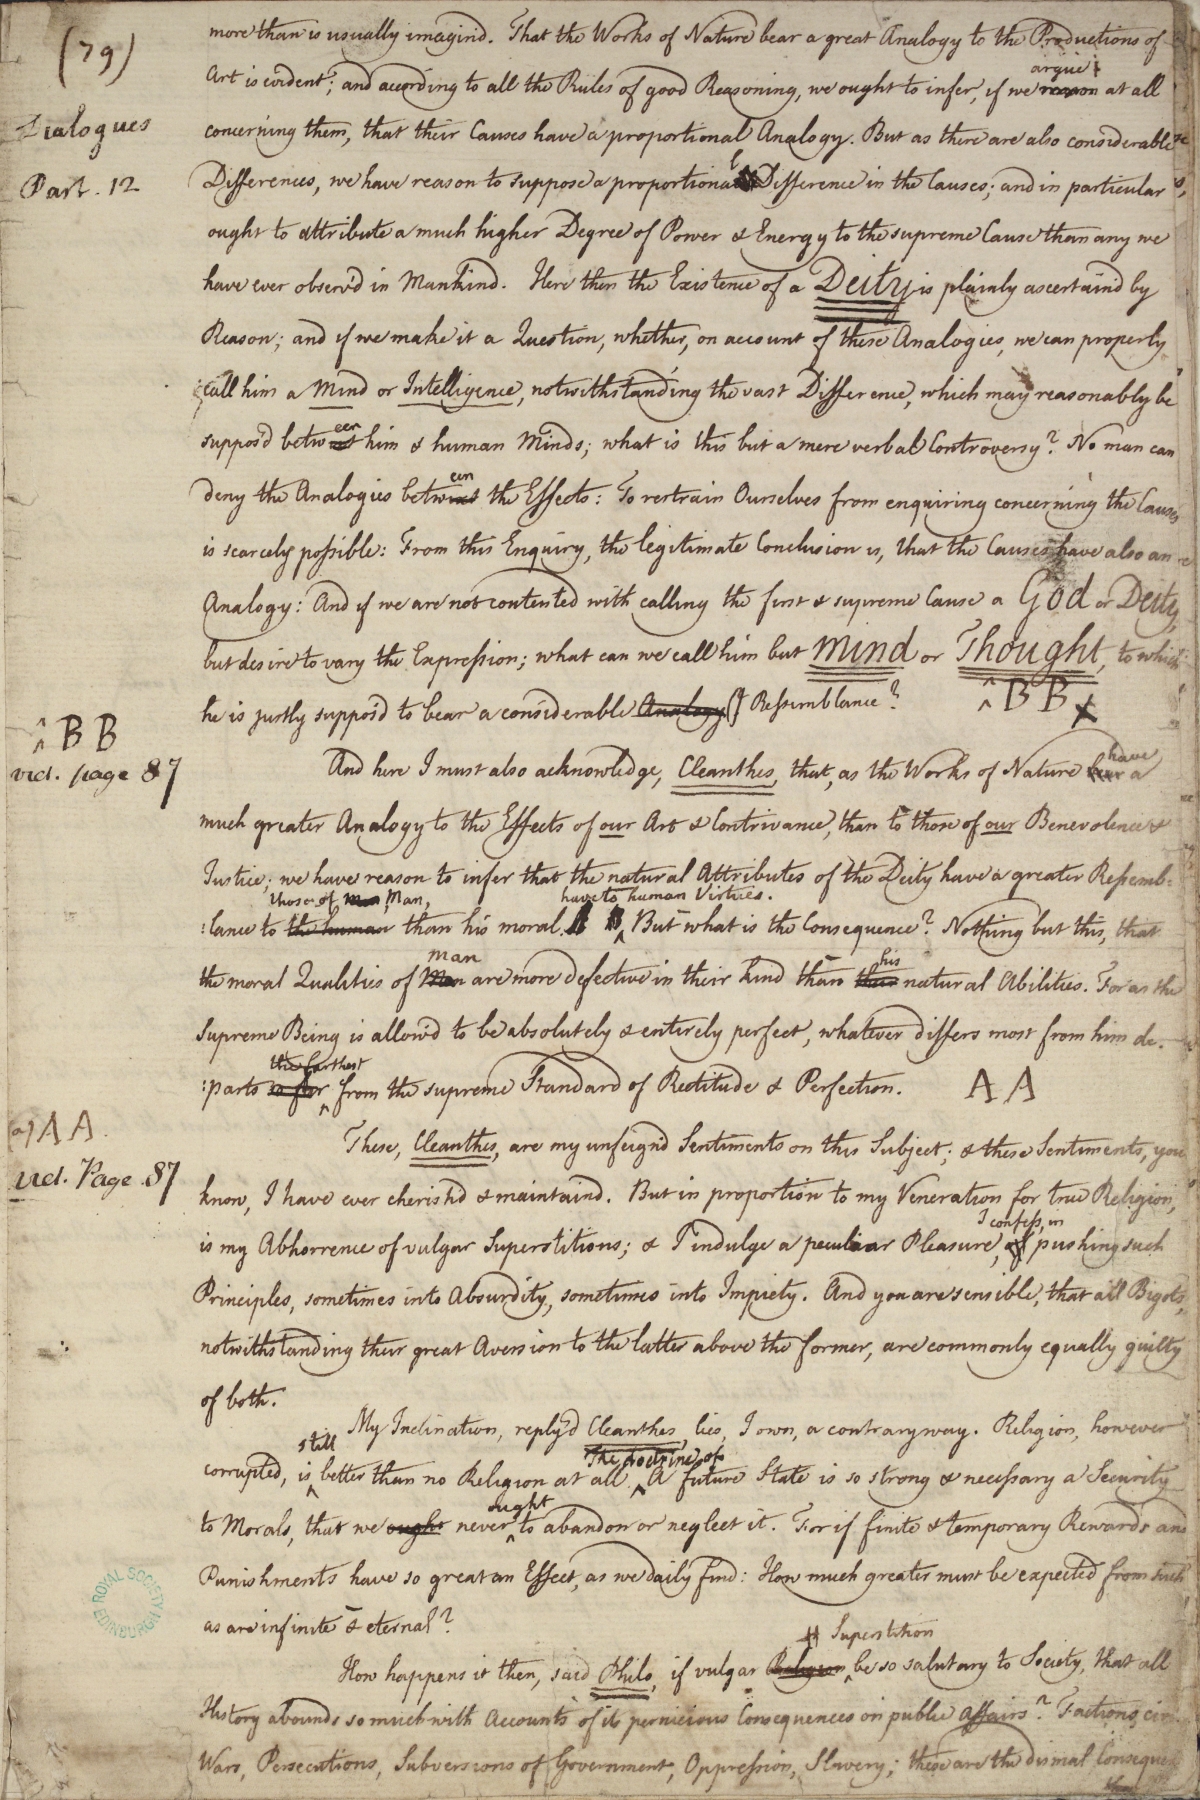 (79)
Dialogues
Part. 12
more than is usually imagind. That the Works of Nature bear a great Analogy to the Productions of
argue
Art is evident; and according to all the Rules of good Reasoning, we ought to infer, if we reason at all
concerning them, that their Causes have a proportional Analogy. But as there are also considerable
Differences, we have reason to suppose a proportional Difference in the Causes; and in particular
ought to attribute a much higher Degree of Power & Energy to the supreme Cause than any we
have ever observ'd in Mankind. Here then the Existence of a Deity is plainly ascertaind by
Reason; and if we make it a Question, whether, on account of these Analogies, we can properly
call him a Mind or Intelligence, notwithstanding the vast Difference, which may reasonably be
suppos'd between him & human Minds; what is this but a mere verbal Controversy? No man can
een
deny the Analogies betwixt the Effects: To restrain Ourselves from enquiring concerning the Causes
is scarcely possible: From this Enquiry, the legitimate Conclusion is, that the Causes have also an
Analogy: And if we are not contented with calling the first & supreme Cause a God or Deity,
but desire to vary the Expression; what can we call him but Mind or Thought, to which
he is justly suppos'd to bear a considerable Analogy Ressemblance? ^ BB
^ BB
vid. page 87
have
And here I must also acknowledge, Cleanthes, that, as the Works of Nature bear a
much greater Analogy to the Effects of our Art & Contrivance, than to those of our Benevolence &
Justice; we have reason to infer that the natural Attributes of the Deity have a greater Ressemb-
those of Man Man, have to human Virtues.
:lance to the human than his moral ^ But what is the Consequence? Nothing but this, that
man his
the moral Qualities of Man are more defective in their kind than their natural Abilities. For as the
Supreme Being is allow'd to be absolutely & entirely perfect, whatever differs most from him de-
the farthest
:parts so far ^ from the supreme Standard of Rectitude & Perfection. AA
AA
vid. Page 87
These, Cleanthes, are my unfeign'd Sentiments on this Subject; & these Sentiments, you
know, I have ever cherish'd & maintaind. But in proportion to my Veneration for true Religion,
I confess, in
is my Abhorrence of vulgar Superstitions; & I indulge a peculiar Pleasure, of pushing such
Principles, sometimes into Absurdity, sometimes into Impiety. And you are sensible, that all Bigots,
notwithstanding their great Aversion to the latter above the former, are commonly equally guilty
of both.
My Inclination, reply'd Cleanthes, lies, I own, a contrary way. Religion, however
still The Doctrine of
corrupted, is ^ better than no Religion at all. ^ A future State is so strong & necessary a Security
ought
to Morals, that we ought never ^ to abandon or neglect it. For if finite & temporary Rewards and
Punishments have so great an Effect, as we daily find: How much greater must be expected from such
as are infinite & eternal?
Superstition
How happens it then, said Philo, if vulgar Religion ^ be so salutary to Society, that all
History abounds so much with Accounts of its pernicious Consequences on public Affairs? Factions, civil
Wars, Persecutions, Subversions of Government, Oppression, Slavery; these are the dismal Consequen
ROYAL SOCIETY EDINBURGH